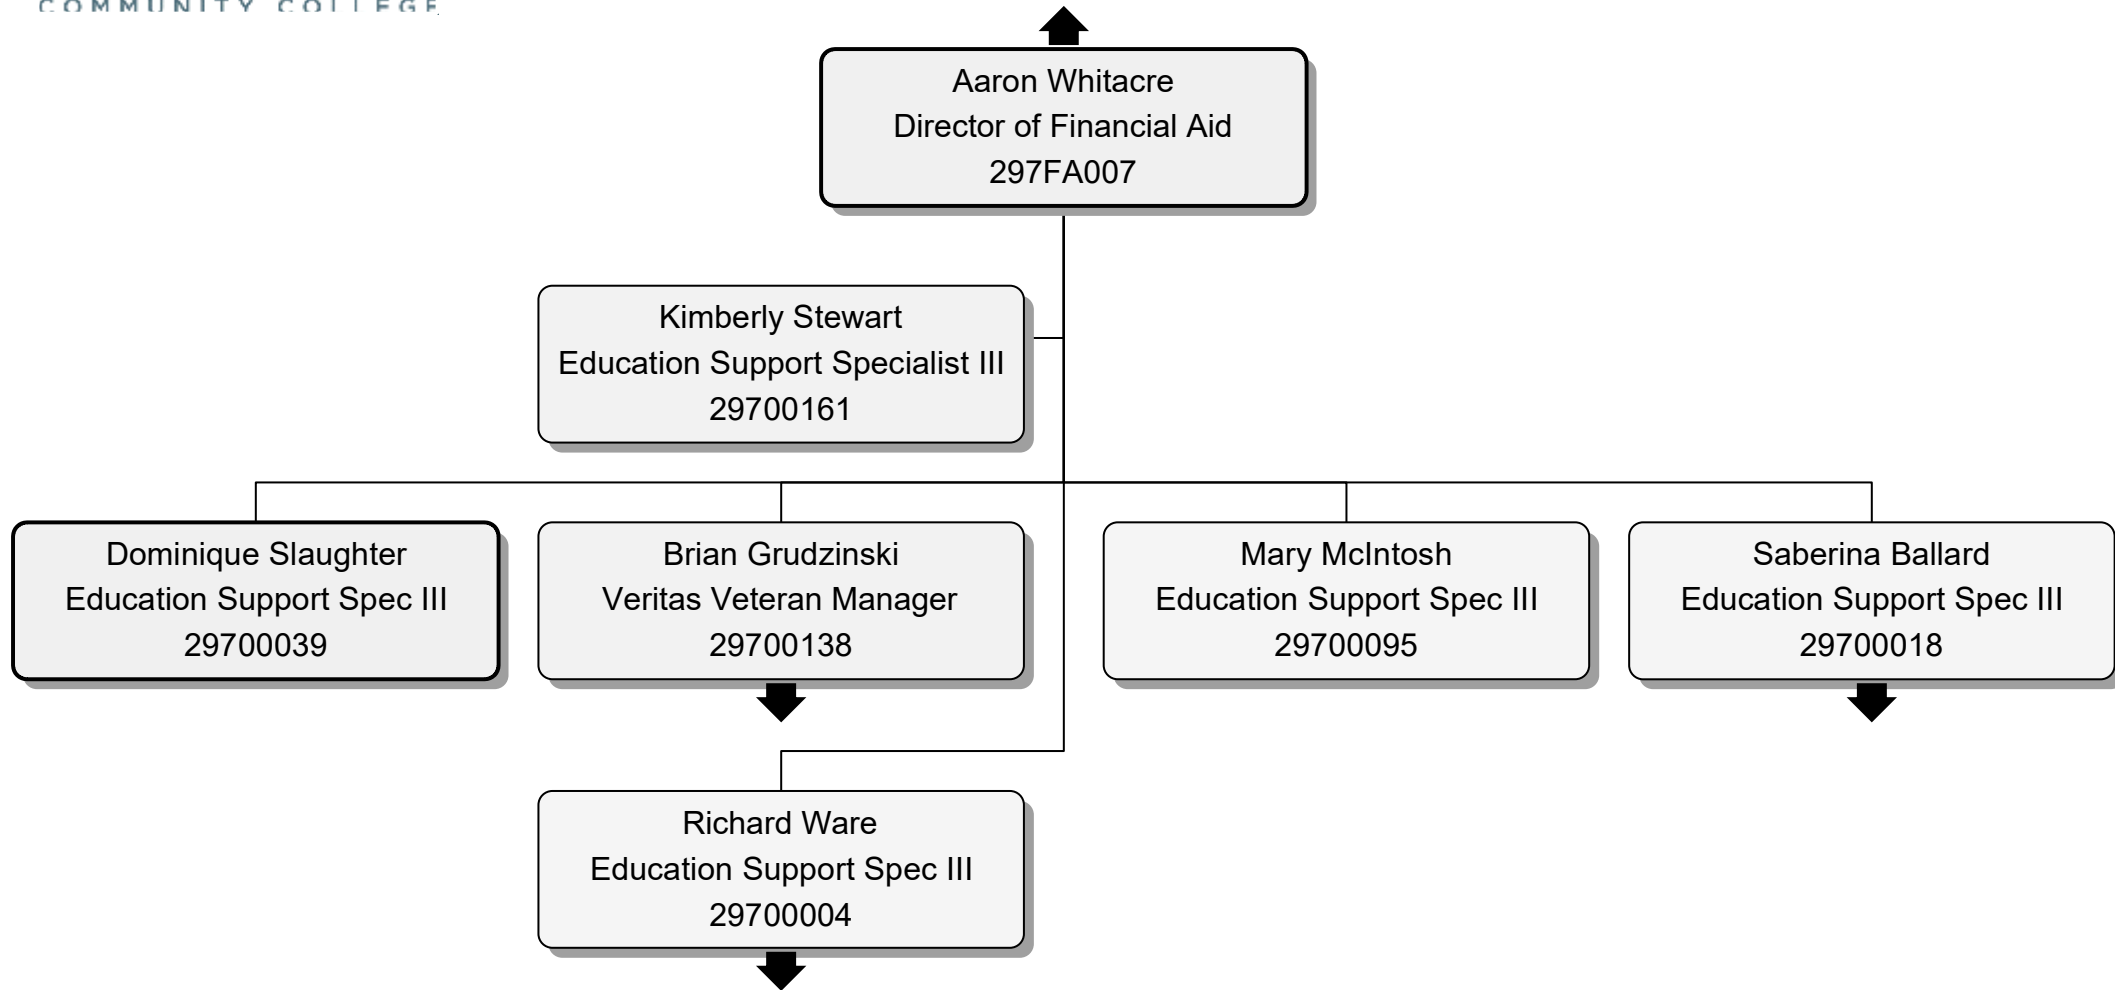 COMMUNITY COLLEGE
Aaron Whitacre
Director of Financial Aid
297FA007
Kimberly Stewart
Education Support Specialist III
29700161
Dominique Slaughter
Education Support Spec III
29700039
Brian Grudzinski
Veritas Veteran Manager
29700138
Mary McIntosh
Education Support Spec III
29700095
Saberina Ballard
Education Support Spec III
29700018
Richard Ware
Education Support Spec III
29700004